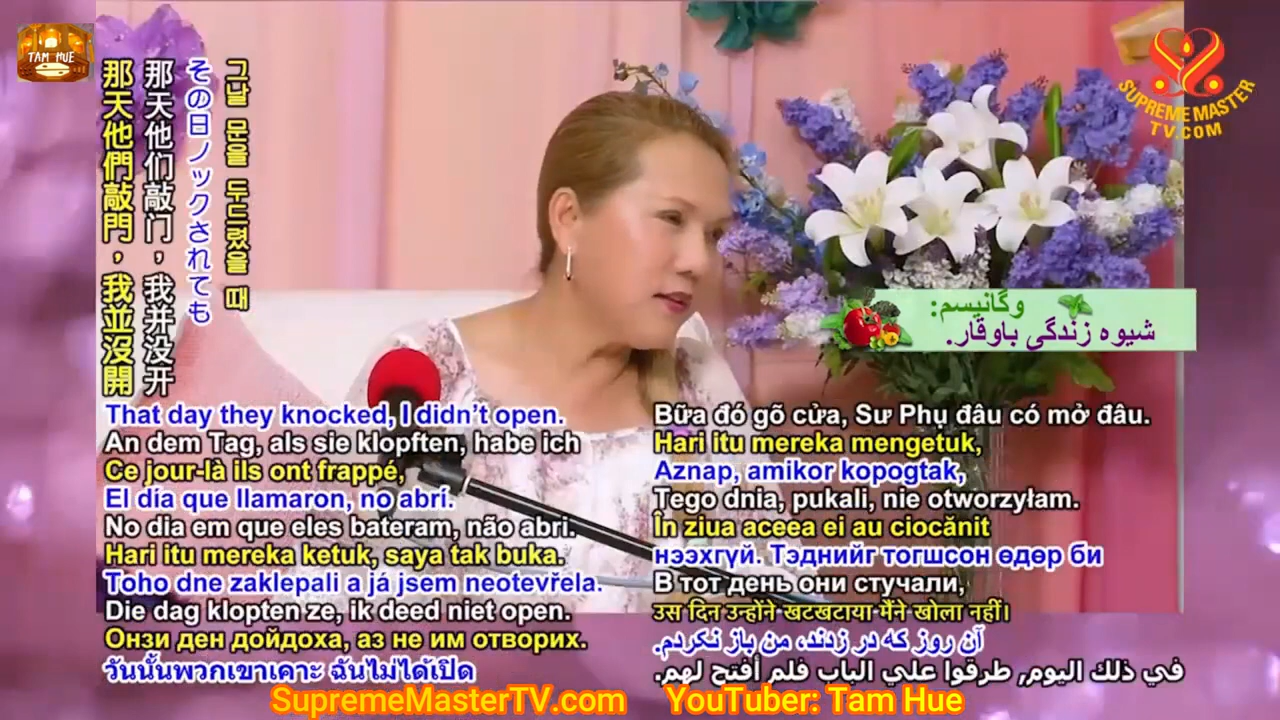 TAM HUE
SUPREME MASTER
TV.COM
그날 문을 두드렸을 때
その日ノックされても
那天他们敲门，我并没开
那天他們敲門，我並沒開
وگانیسم:
شیوه زندگی باوقار.
That day they knocked, I didn't open.
An dem Tag, als sie klopften, habe ich
Ce jour-là ils ont frappé,
El día que llamaron, no abrí.
No dia em que eles bateram, não abri.
Hari itu mereka ketuk, saya tak buka.
Toho dne zaklepali a já jsem neotevřela.
Die dag klopten ze, ik deed niet open.
Онзи ден дойдоха, аз не им отворих.
วันนั้นพวกเขาเคาะ ฉันไม่ได้เปิด
Bữa đó gõ cửa, Sư Phụ đâu có mở đâu.
Hari itu mereka mengetuk,
Aznap, amikor kopogtak,
Tego dnia, pukali, nie otworzyłam.
În ziua aceea ei au ciocănit
нээхгүй. Тэднийг тогшсон өдөр би
В тот день они стучали,
उस दिन उन्होंने खटखटाया मैंने खोला नहीं।
آن روز که در زدند، من باز نکردم.
في ذلك اليوم, طرقوا علي الباب فلم أفتح لهم.
SupremeMasterTV.com
YouTuber: Tam Hue